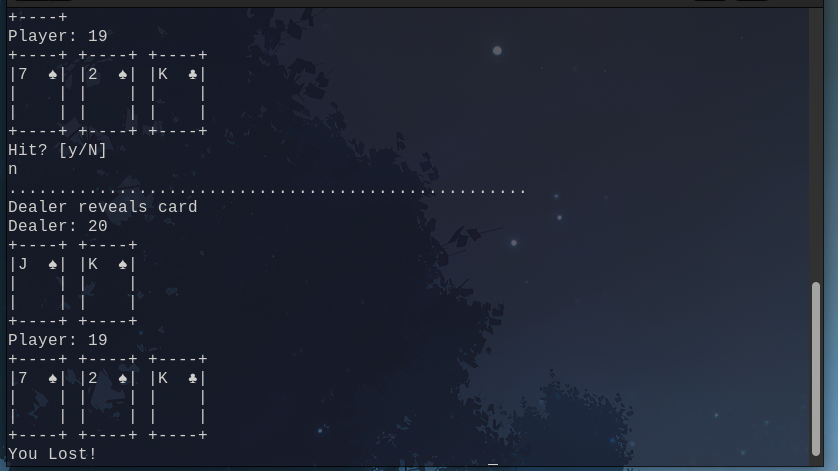 +----+
Player: 19
+----+ +----+ +----+
|7  ♠| |2  ♠| |K  ♣|
|    | |    | |    |
|    | |    | |    |
+----+ +----+ +----+
Hit? [y/N]
n
....................................................
Dealer reveals card
Dealer: 20
+----+ +----+
|J  ♠| |K  ♠|
|    | |    |
|    | |    |
+----+ +----+
Player: 19
+----+ +----+ +----+
|7  ♠| |2  ♠| |K  ♣|
|    | |    | |    |
|    | |    | |    |
+----+ +----+ +----+
You Lost!